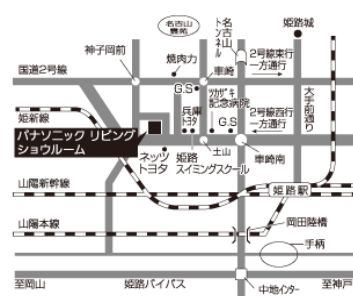 名古山
霊苑
名古山
トンネル
姫路城
神子岡前
焼肉力
車崎
2号線東行
一方通行
国道2号線
G.S
ツカザキ
記念病院
大手前通り
姫新線
兵庫
トヨタ
G.S
2号線西行
一方通行
パナソニック リビング
ショウルーム
ネッツ
トヨタ
姫路
スイミングスクール
土山
車崎南
山陽新幹線
姫路駅
山陽本線
岡田陸橋
手柄
至岡山
姫路バイパス
中地インター
至神戸